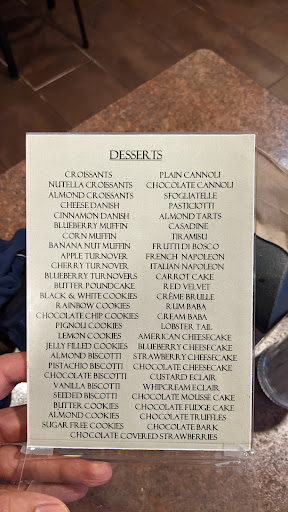 DESSERTS
CROISSANTS
NUTELLA CROISSANTS
ALMOND CROISSANTS
CHEESE DANISH
CINNAMON DANISH
BLUEBERRY MUFFIN
CORN MUFFIN
BANANA NUT MUFFIN
APPLE TURNOVER
CHERRY TURNOVER
BLUEBERRY TURNOVERS
BUTTER POUNDCAKE
BLACK & WHITE COOKIES
RAINBOW COOKIES
CHOCOLATE CHIP COOKIES
PIGNOLI COOKIES
LEMON COOKIES
JELLY FILLED COOKIES
ALMOND BISCOTTI
PISTACHIO BISCOTTI
CHOCOLATE BISCOTTI
VANILLA BISCOTTI
SEEDED BISCOTTI
BUTTER COOKIES
ALMOND COOKIES
SUGAR FREE COOKIES
PLAIN CANNOLI
CHOCOLATE CANNOLI
SFOGLIATELLE
PASTICIOTTI
ALMOND TARTS
CASADINE
TIRAMISU
FRUTTI DI BOSCO
FRENCH NAPOLEON
ITALIAN NAPOLEON
CARROT CAKE
RED VELVET
CRÈME BRULLE
RUM BABA
CREAM BABA
LOBSTER TAIL
AMERICAN CHEESECAKE
BLUEBERRY CHEESECAKE
STRAWBERRY CHEESECAKE
CHOCOLATE CHEESECAKE
CUSTARD ECLAIR
WHIPCREAM ECLAIR
CHOCOLATE MOUSSE CAKE
CHOCOLATE FUDGE CAKE
CHOCOLATE TRUFFLES
CHOCOLATE BARK
CHOCOLATE COVERED STRAWBERRIES